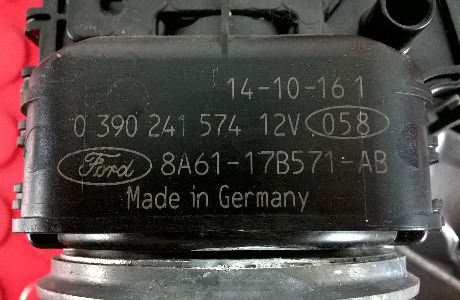 14-10-16 1
0 390 241 574 12V 058
Ford 8A61-17B571-AB
Made in Germany